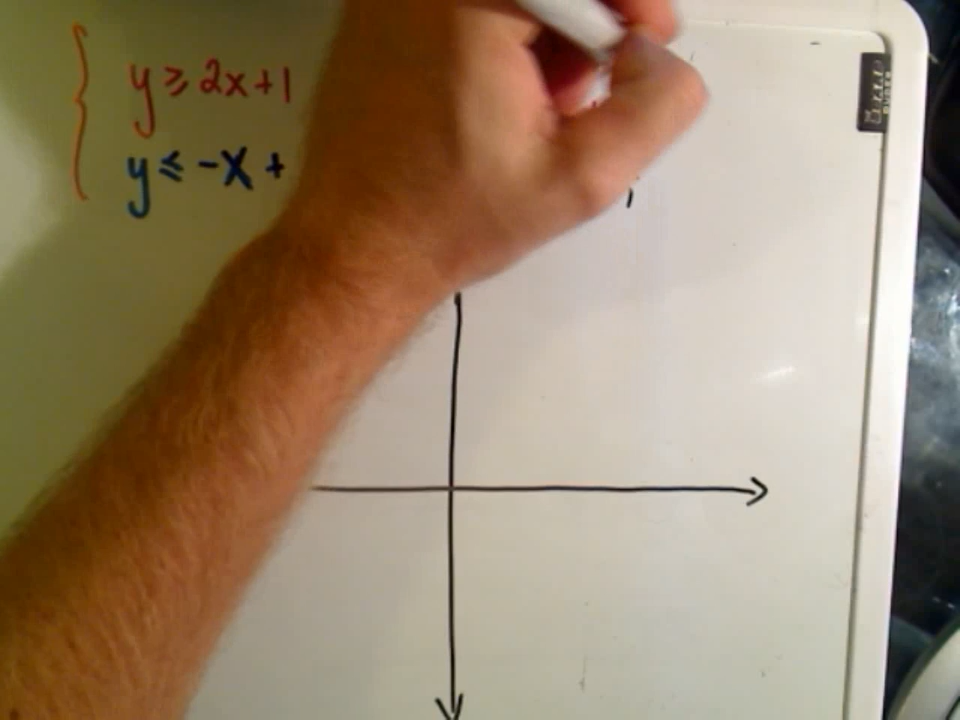 y ≥ 2x+1
y ≤ -x +